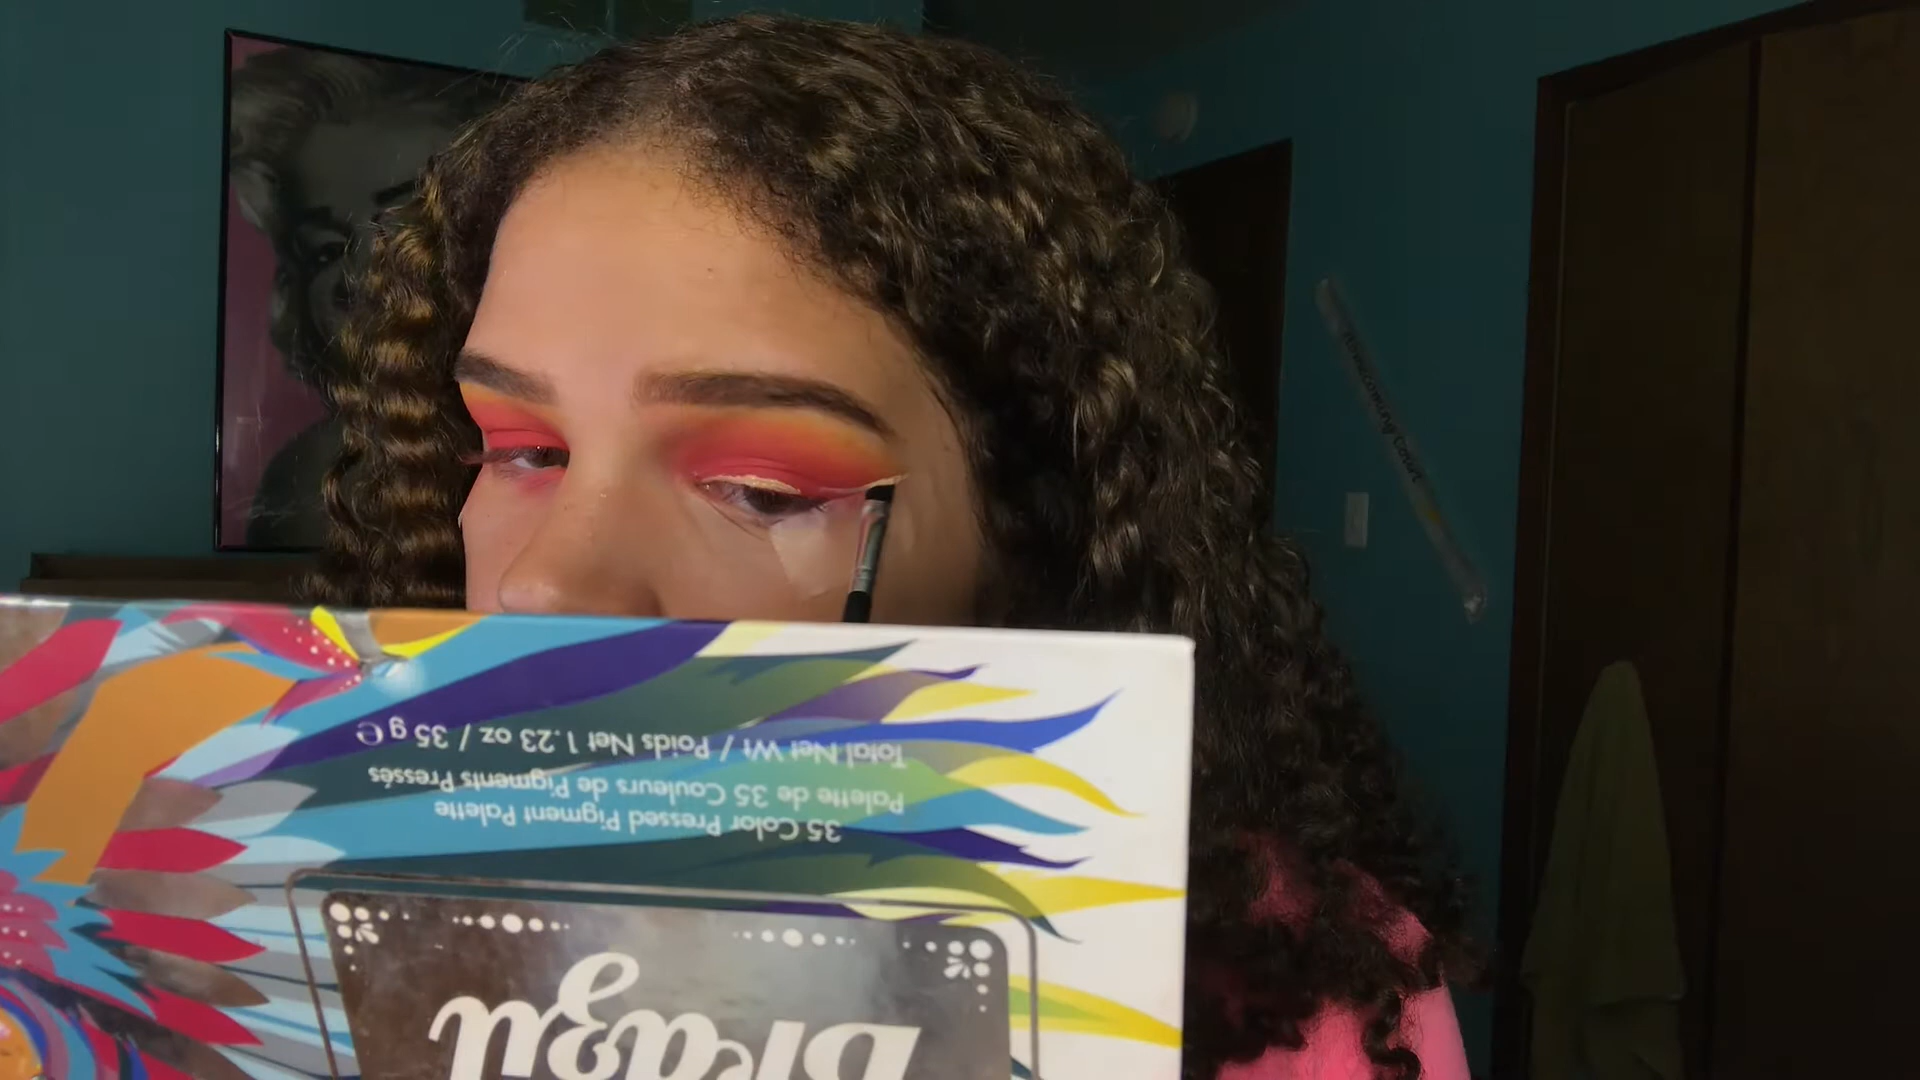 Brazil
35 Color Pressed Pigment Palette
Palette de 35 Couleurs de Pigments Pressés
Total Net Wt / Poids Net 1.23 oz / 35 g ℮